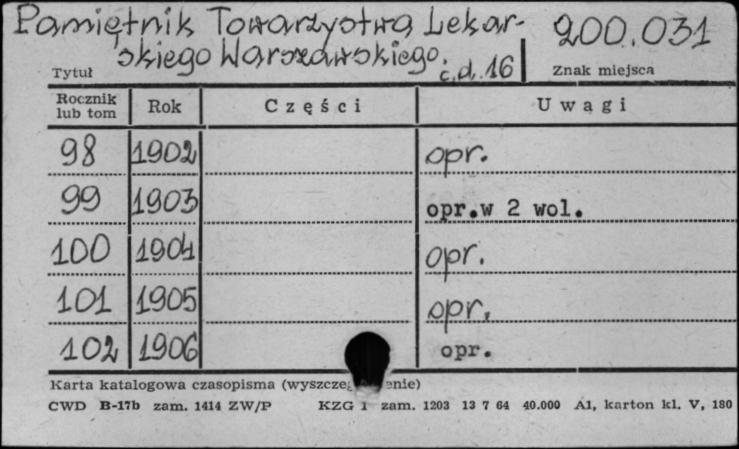 Pamiętnik Towarzystwa Lekar- 200.031
skiego Warszawskiego. c.d. 16
Tytuł Znak miejsca
Rocznik lub tom Rok Części Uwagi
98 1902 opr.
99 1903 opr.w 2 wol.
100 1904 opr.
101 1905 opr.
102 1906 opr.
Karta katalogowa czasopisma
CWD B-17b zam. 1414 ZW/P KZG 1 zam. 1203 13 7 64 40.000 A1, karton kl. V, 180